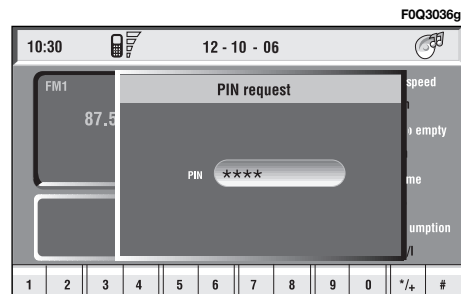 F0Q3036g
10:30 12 - 10 - 06
FM1
87.5
PIN request
PIN ****
speed
empty
me
umption
/l
1 2 3 4 5 6 7 8 9 0 */+ #